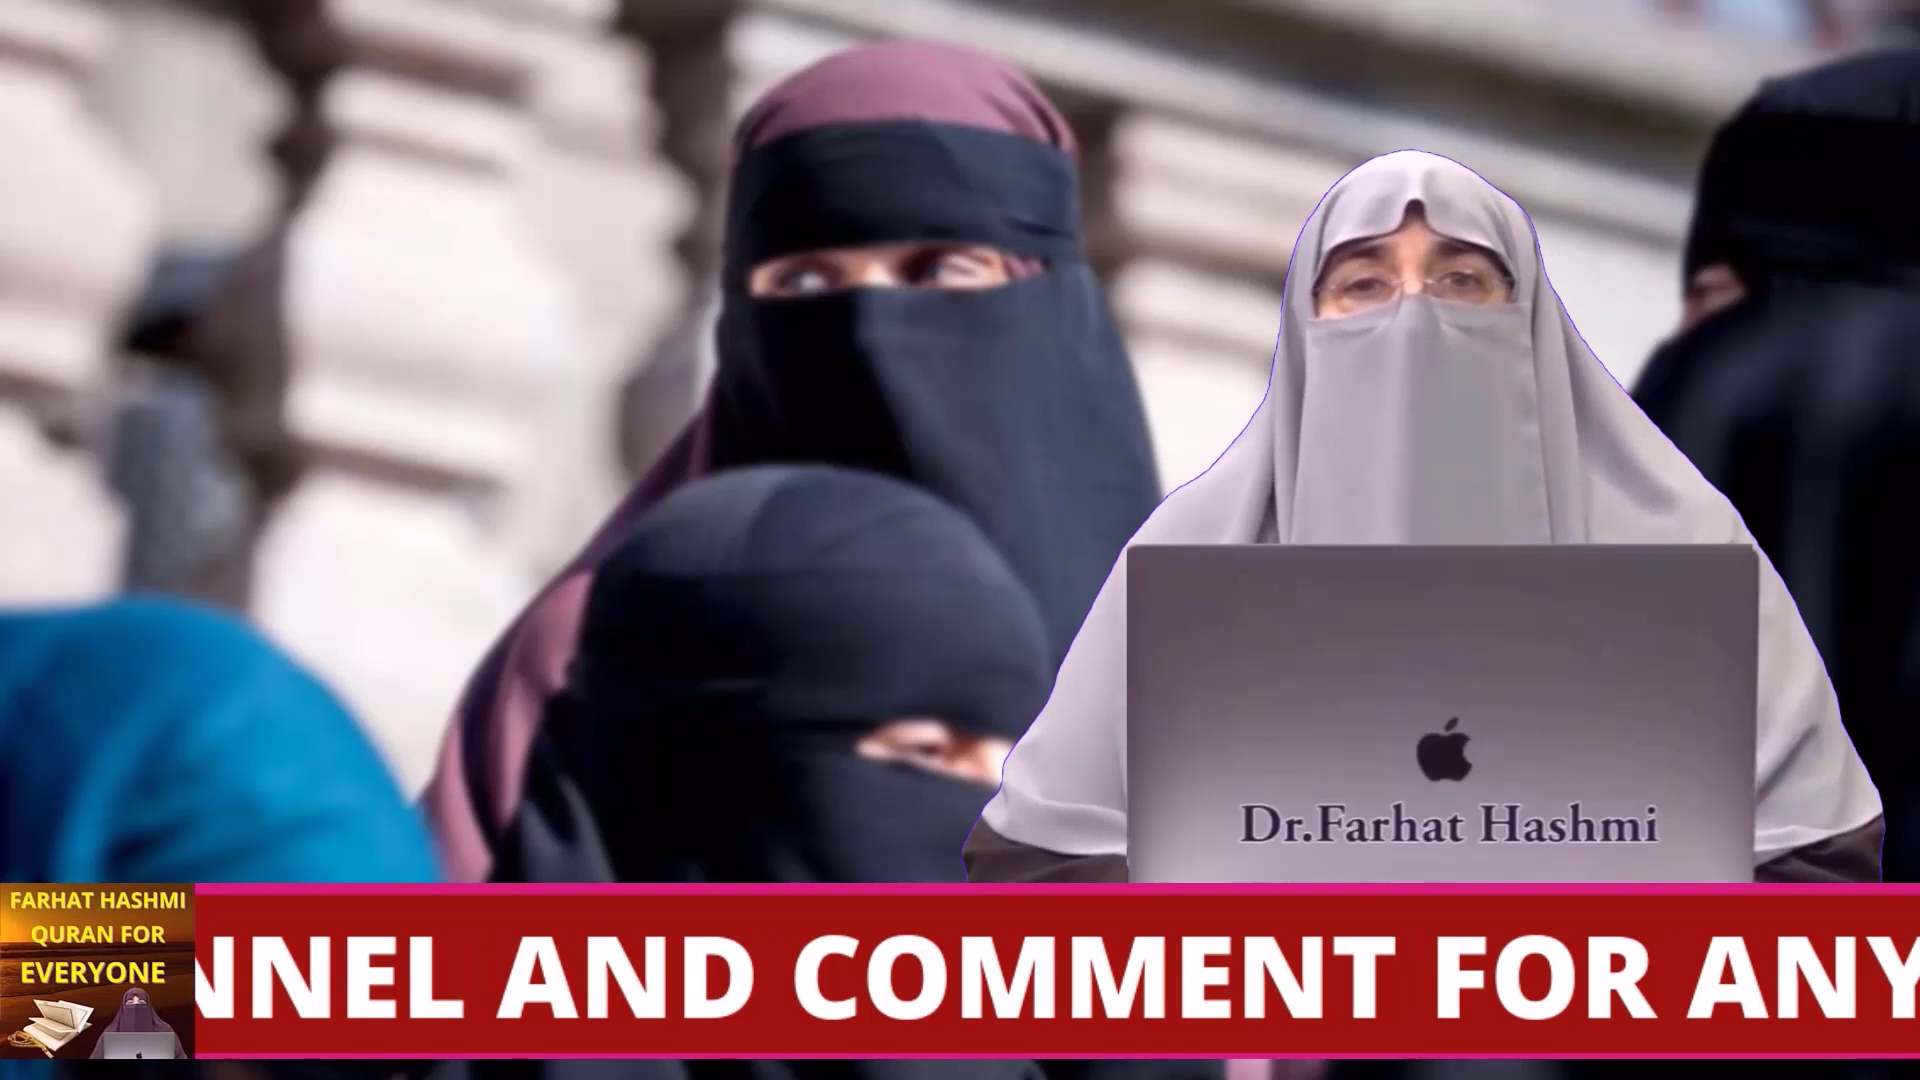 Dr.Farhat Hashmi
FARHAT HASHMI
QURAN FOR
EVERYONE
NNEL AND COMMENT FOR ANY